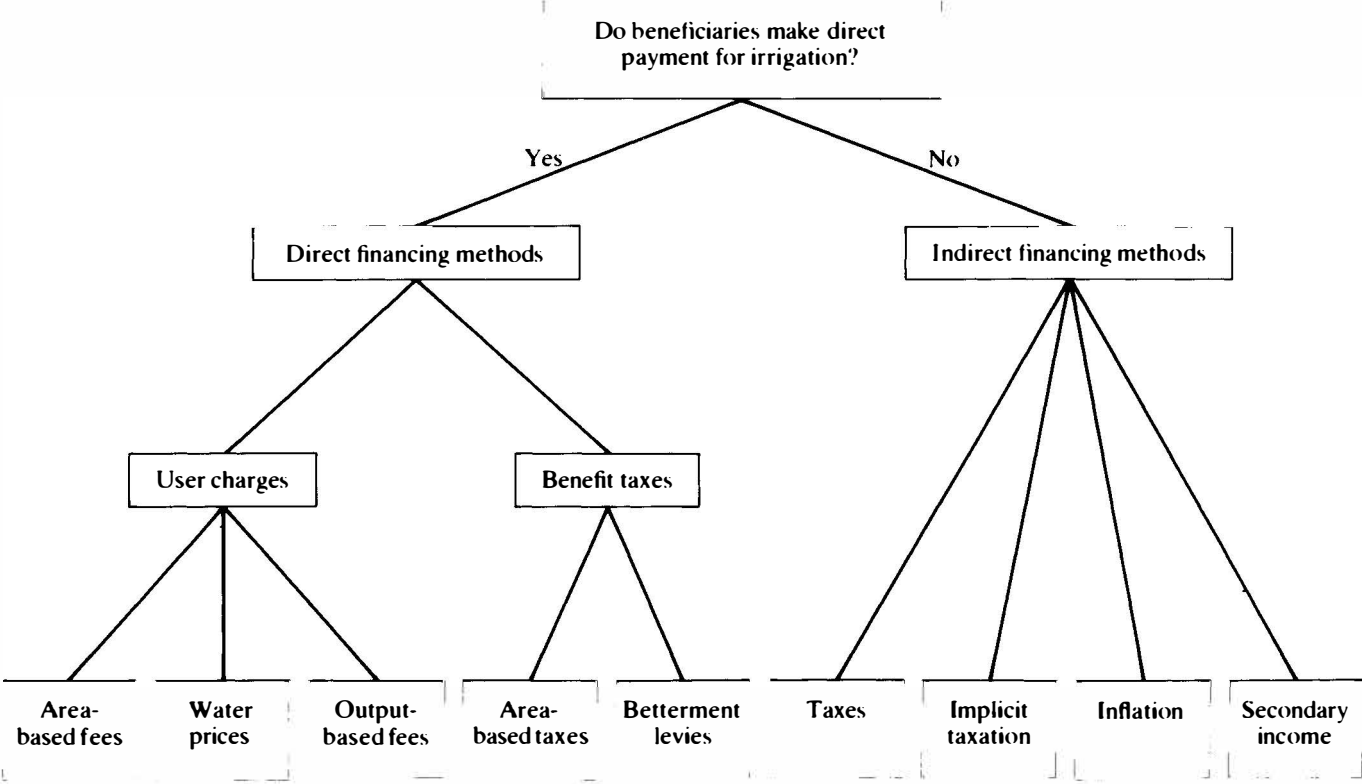 Do beneficiaries make direct
payment for irrigation?
Yes
No
Direct financing methods
Indirect financing methods
User charges
Benefit taxes
Area-
based fees
Water
prices
Output-
based fees
Area-
based taxes
Betterment
levies
Taxes
Implicit
taxation
Inflation
Secondary
income